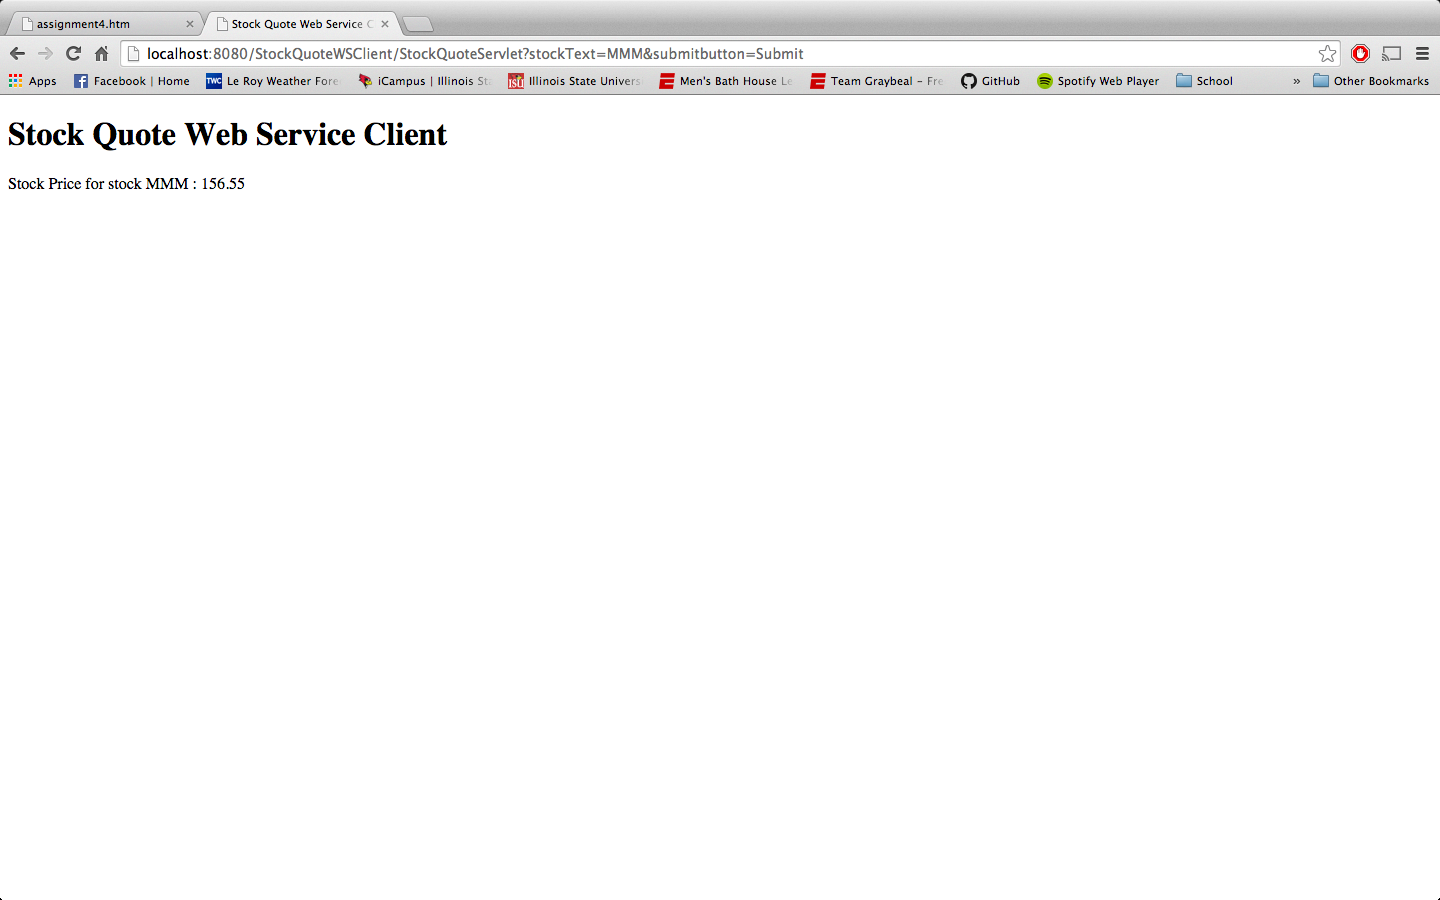 assignment4.htm
Stock Quote Web Service C
localhost:8080/StockQuoteWSClient/StockQuoteServlet?stockText=MMM&submitbutton=Submit
Apps Facebook | Home TWC Le Roy Weather Fore iCampus | Illinois Sta Illinois State Univers Men's Bath House Le Team Graybeal – Fre GitHub Spotify Web Player School » Other Bookmarks
Stock Quote Web Service Client
Stock Price for stock MMM : 156.55